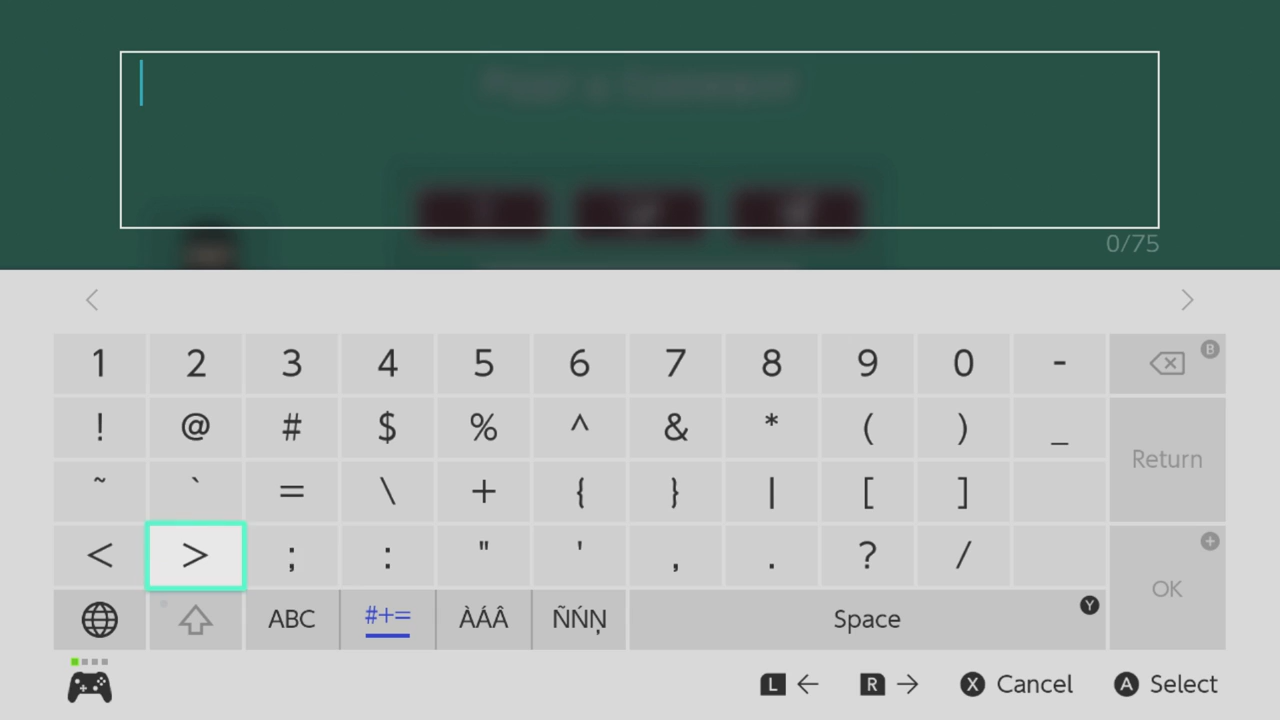 0/75
1 2 3 4 5 6 7 8 9 0 - B
! @ # $ % ^ & * ( ) _ Return
~ ` = \ + { } | [ ]
< > ; : " ' , . ? / +
OK
ABC #+= ÀÁÂ ÑŃŅ Space Y
L ← R → X Cancel A Select